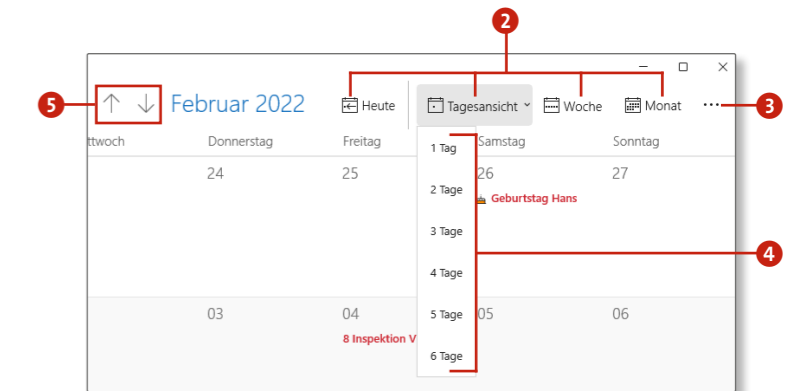 2
5
Februar 2022
Heute
Tagesansicht
Woche
Monat
...
3
ttwoch
Donnerstag
Freitag
Samstag
Sonntag
1 Tag
24
25
26
27
2 Tage
Geburtstag Hans
3 Tage
4
4 Tage
03
04
5 Tage
05
06
8 Inspektion V
6 Tage